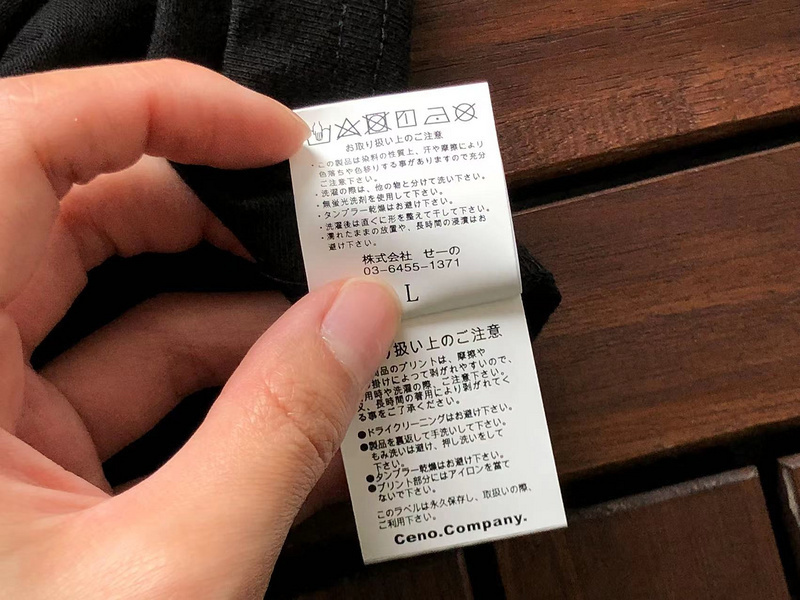 お取り扱い上のご注意
・この製品は染料の性質上、汗や摩擦により
色落ちや色移りする事がありますので充分
ご注意下さい。
・洗濯の際は、他の物と分けて洗い下さい。
・無蛍光洗剤を使用して下さい。
・タンブラー乾燥はお避け下さい。
・洗濯後は直ぐに形を整えて干して下さい。
・濡れたままの放置や、長時間の浸漬はお
避け下さい。
株式会社 せーの
03-6455-1371
L
り扱い上のご注意
品のプリントは、摩擦や
掛けによって剥がれやすいので、
用時や洗濯の際、ご注意下さい。
又、長時間の着用により剥がれてく
る事をご了承ください。
●ドライクリーニングはお避け下さい。
●製品を裏返して手洗いして下さい。
もみ洗いは避け、押し洗いをして
下さい。
●タンブラー乾燥はお避け下さい。
●プリント部分にはアイロンを当て
ないで下さい。
このラベルは永久保存し、取扱いの際、
ご利用下さい。
Ceno.Company.